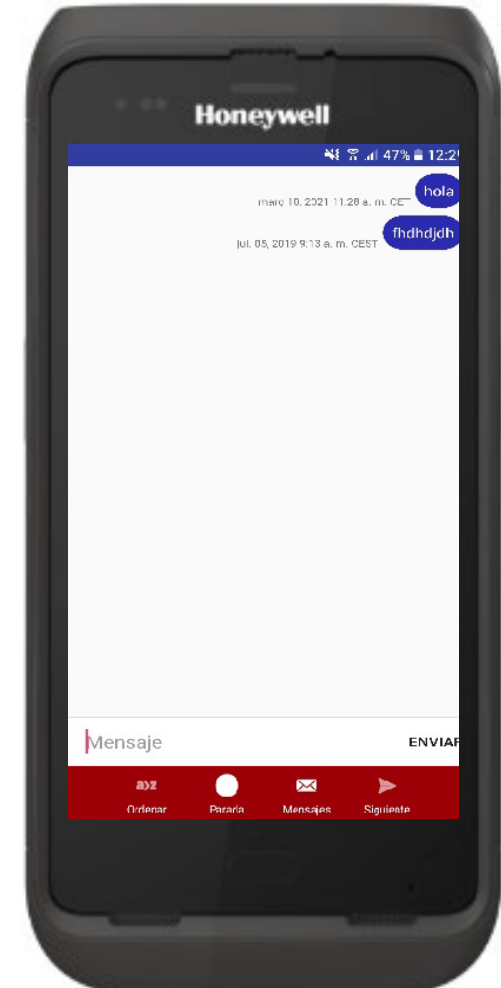 Honeywell
47% 12:2
hola
març 10, 2021 11:28 a. m. CET
fhdhdjdh
jul. 05, 2019 9:13 a. m. CEST
Mensaje
ENVIAR
a>z
Ordenar Parada Mensajes Siguiente